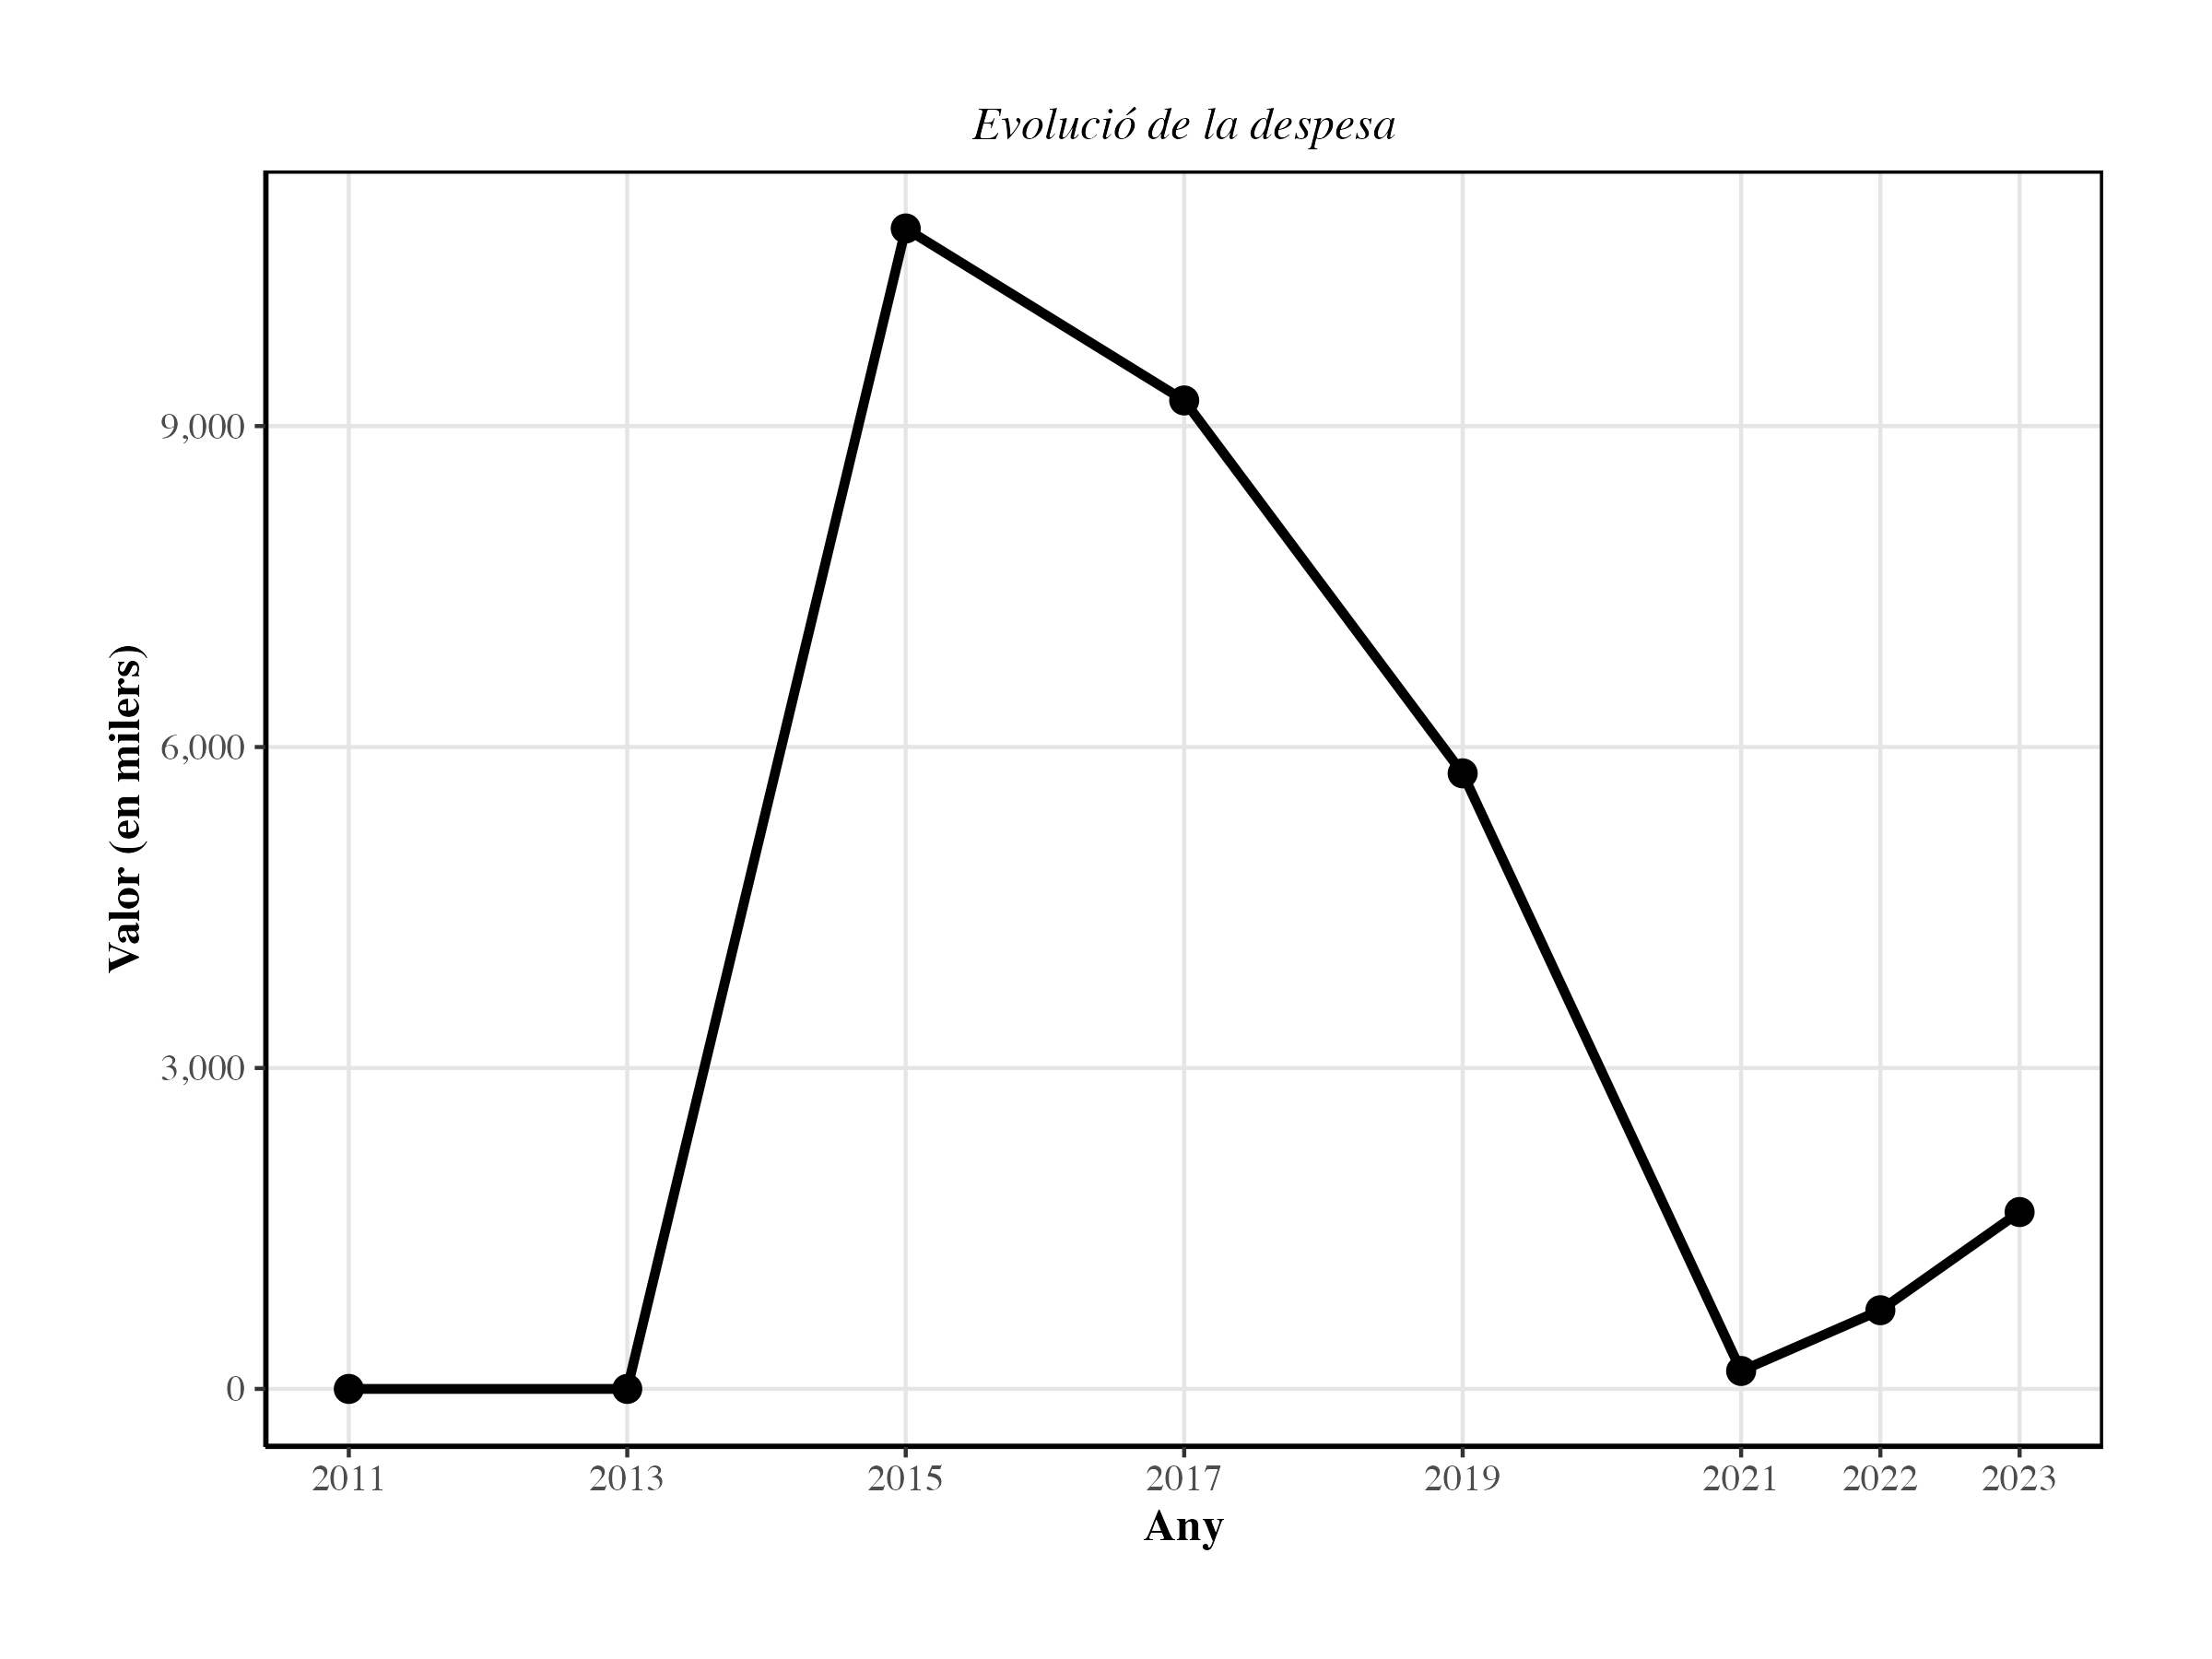 Evolució de la despesa
Valor (en milers)
9,000
6,000
3,000
0
2011 2013 2015 2017 2019 2021 2022 2023
Any